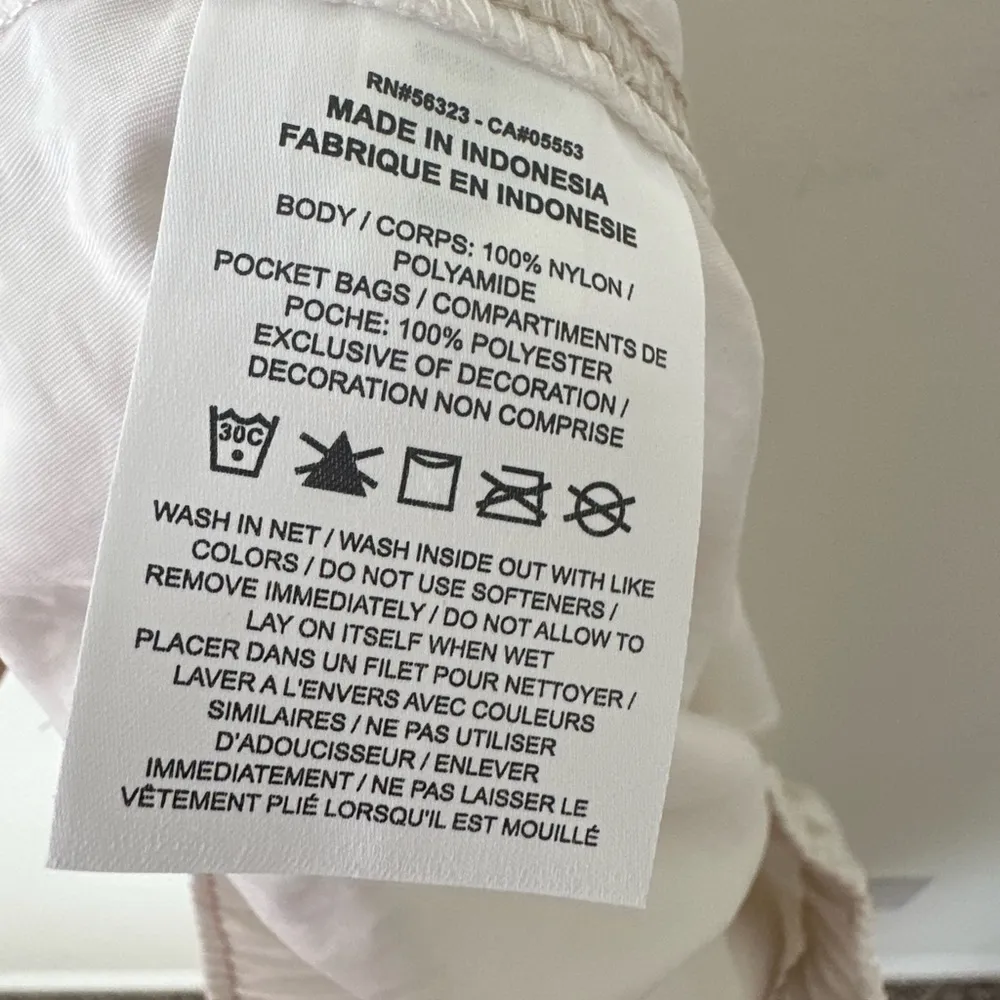 RN#56323 - CA#05553
MADE IN INDONESIA
FABRIQUE EN INDONESIE
BODY / CORPS: 100% NYLON /
POLYAMIDE
POCKET BAGS / COMPARTIMENTS DE
POCHE: 100% POLYESTER
EXCLUSIVE OF DECORATION /
DECORATION NON COMPRISE
30C
WASH IN NET / WASH INSIDE OUT WITH LIKE
COLORS / DO NOT USE SOFTENERS /
REMOVE IMMEDIATELY / DO NOT ALLOW TO
LAY ON ITSELF WHEN WET
PLACER DANS UN FILET POUR NETTOYER /
LAVER A L'ENVERS AVEC COULEURS
SIMILAIRES / NE PAS UTILISER
D'ADOUCISSEUR / ENLEVER
IMMEDIATEMENT / NE PAS LAISSER LE
VÊTEMENT PLIÉ LORSQU'IL EST MOUILLÉ